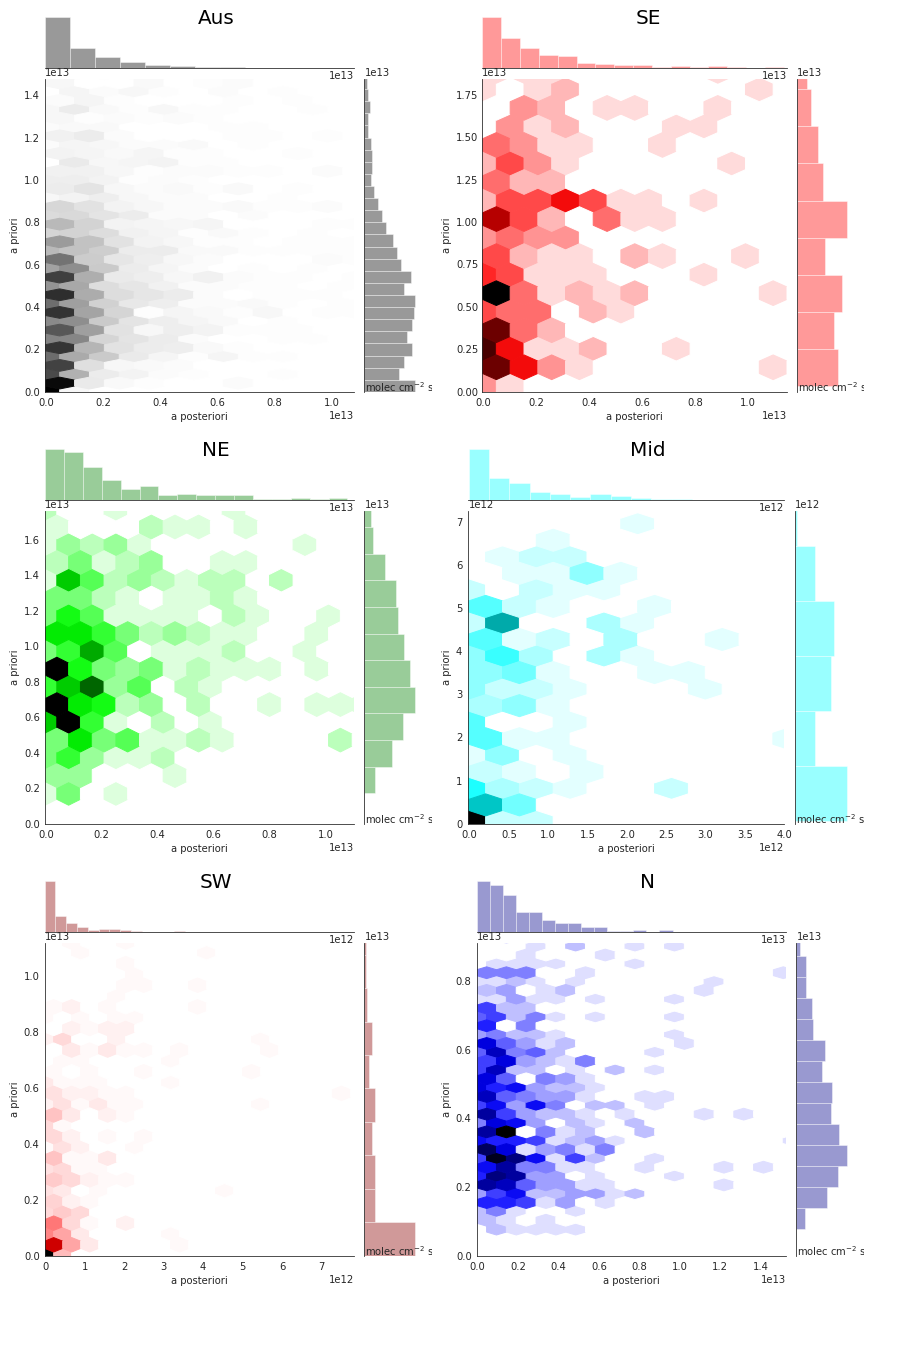 Aus
1e13
1e13
1e13
1.4
1.2
1.0
0.8
0.6
0.4
0.2
0.0
a priori
0.0 0.2 0.4 0.6 0.8 1.0
1e13
a posteriori
molec cm−2 s
SE
1e13
1e13
1e13
1.75
1.50
1.25
1.00
0.75
0.50
0.25
0.00
a priori
0.0 0.2 0.4 0.6 0.8 1.0
1e13
a posteriori
molec cm−2 s
NE
1e13
1e13
1e13
1.6
1.4
1.2
1.0
0.8
0.6
0.4
0.2
0.0
a priori
0.0 0.2 0.4 0.6 0.8 1.0
1e13
a posteriori
molec cm−2 s
Mid
1e12
1e12
1e12
7
6
5
4
3
2
1
0
a priori
0.0 0.5 1.0 1.5 2.0 2.5 3.0 3.5 4.0
1e12
a posteriori
molec cm−2 s
SW
1e13
1e12
1e13
1.0
0.8
0.6
0.4
0.2
0.0
a priori
0 1 2 3 4 5 6 7
1e12
a posteriori
molec cm−2 s
N
1e13
1e13
1e13
0.8
0.6
0.4
0.2
0.0
a priori
0.0 0.2 0.4 0.6 0.8 1.0 1.2 1.4
1e13
a posteriori
molec cm−2 s